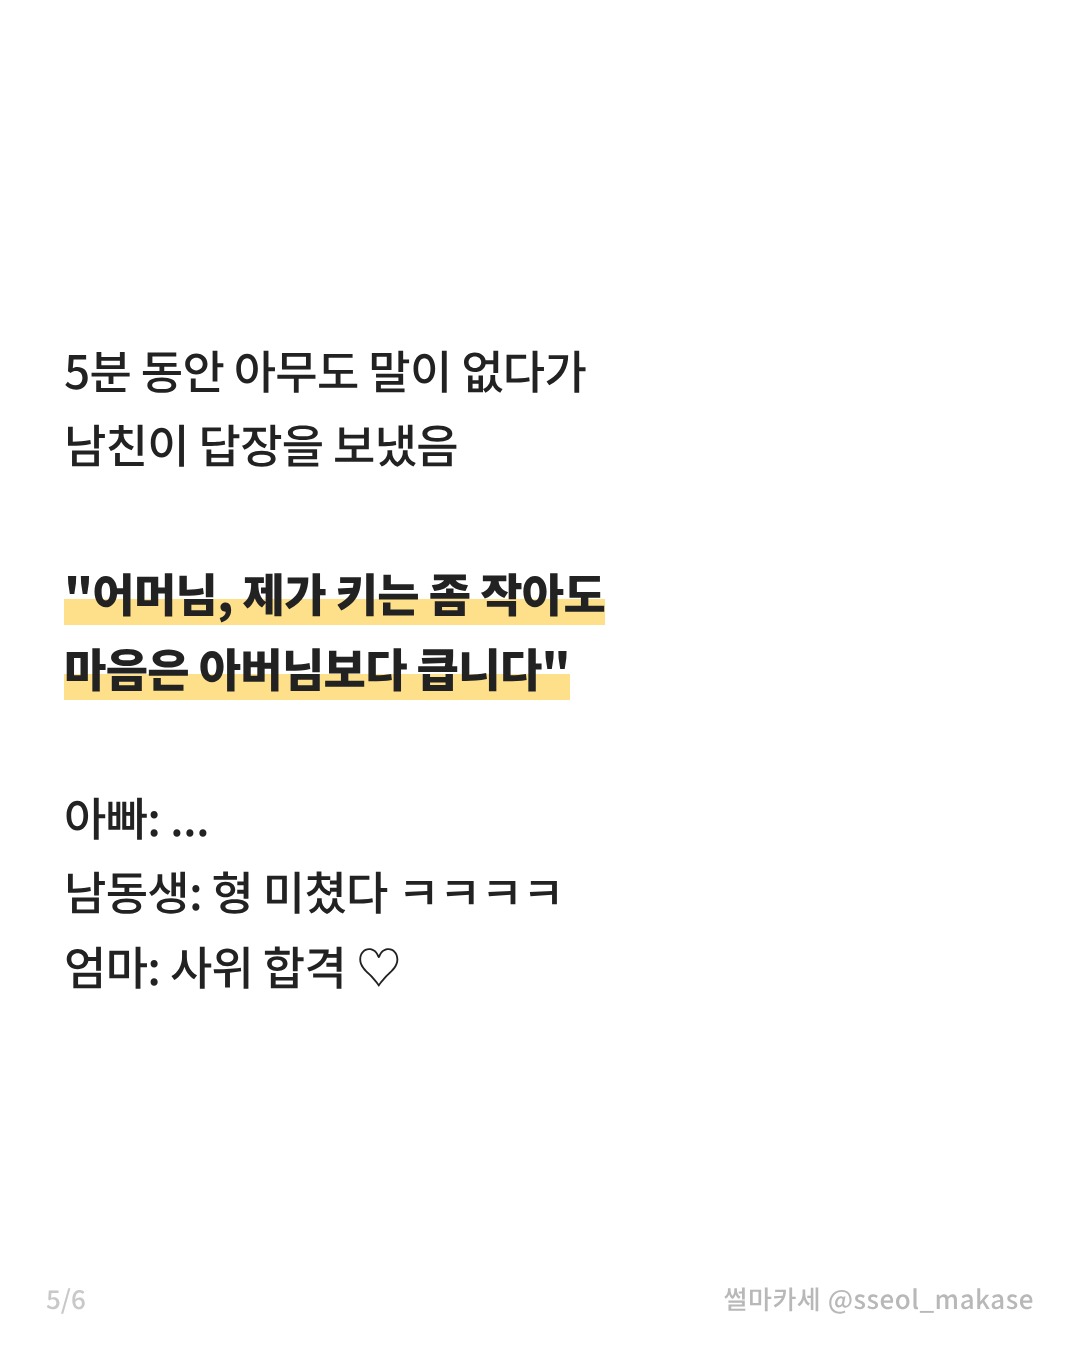 5분 동안 아무도 말이 없다가
남친이 답장을 보냈음
"어머님, 제가 키는 좀 작아도
마음은 아버님보다 큽니다"
아빠: ...
남동생: 형 미쳤다 ㅋㅋㅋㅋ
엄마: 사위 합격 ♡
5/6
썰마카세 @sseol_makase